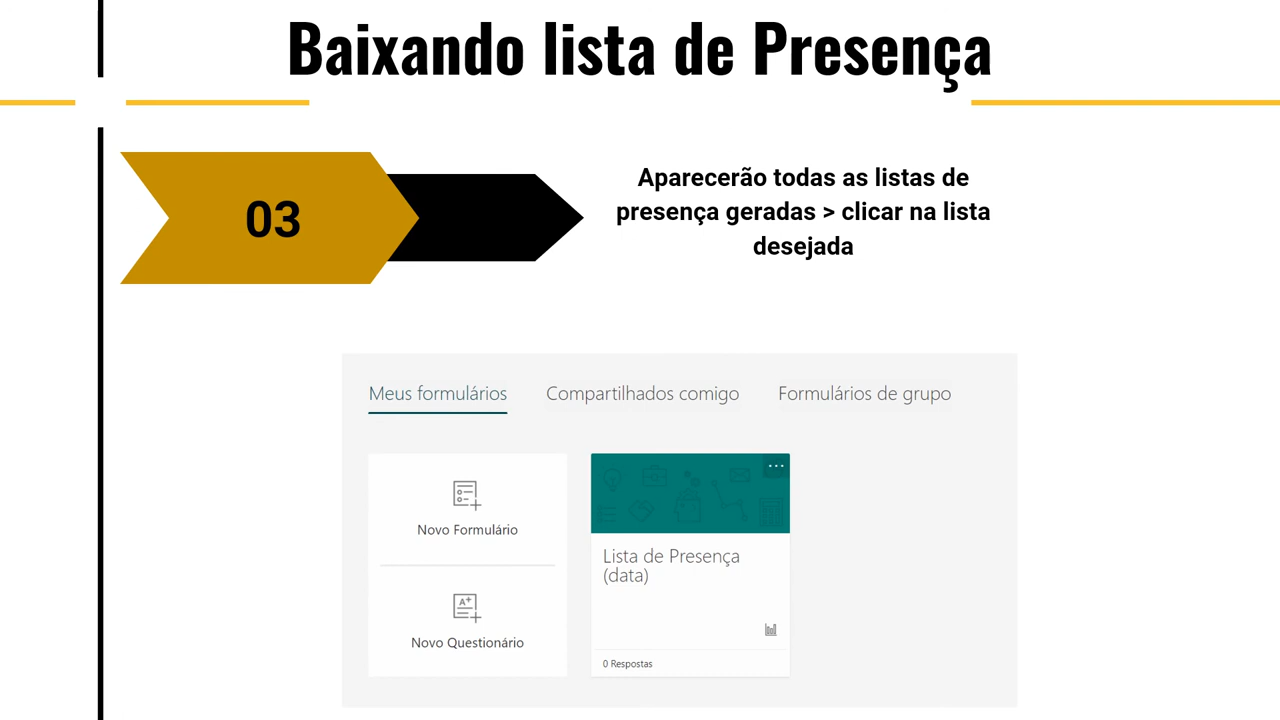 Baixando lista de Presença
03
Aparecerão todas as listas de
presença geradas > clicar na lista
desejada
Meus formulários
Compartilhados comigo
Formulários de grupo
Novo Formulário
Novo Questionário
Lista de Presença
(data)
0 Respostas